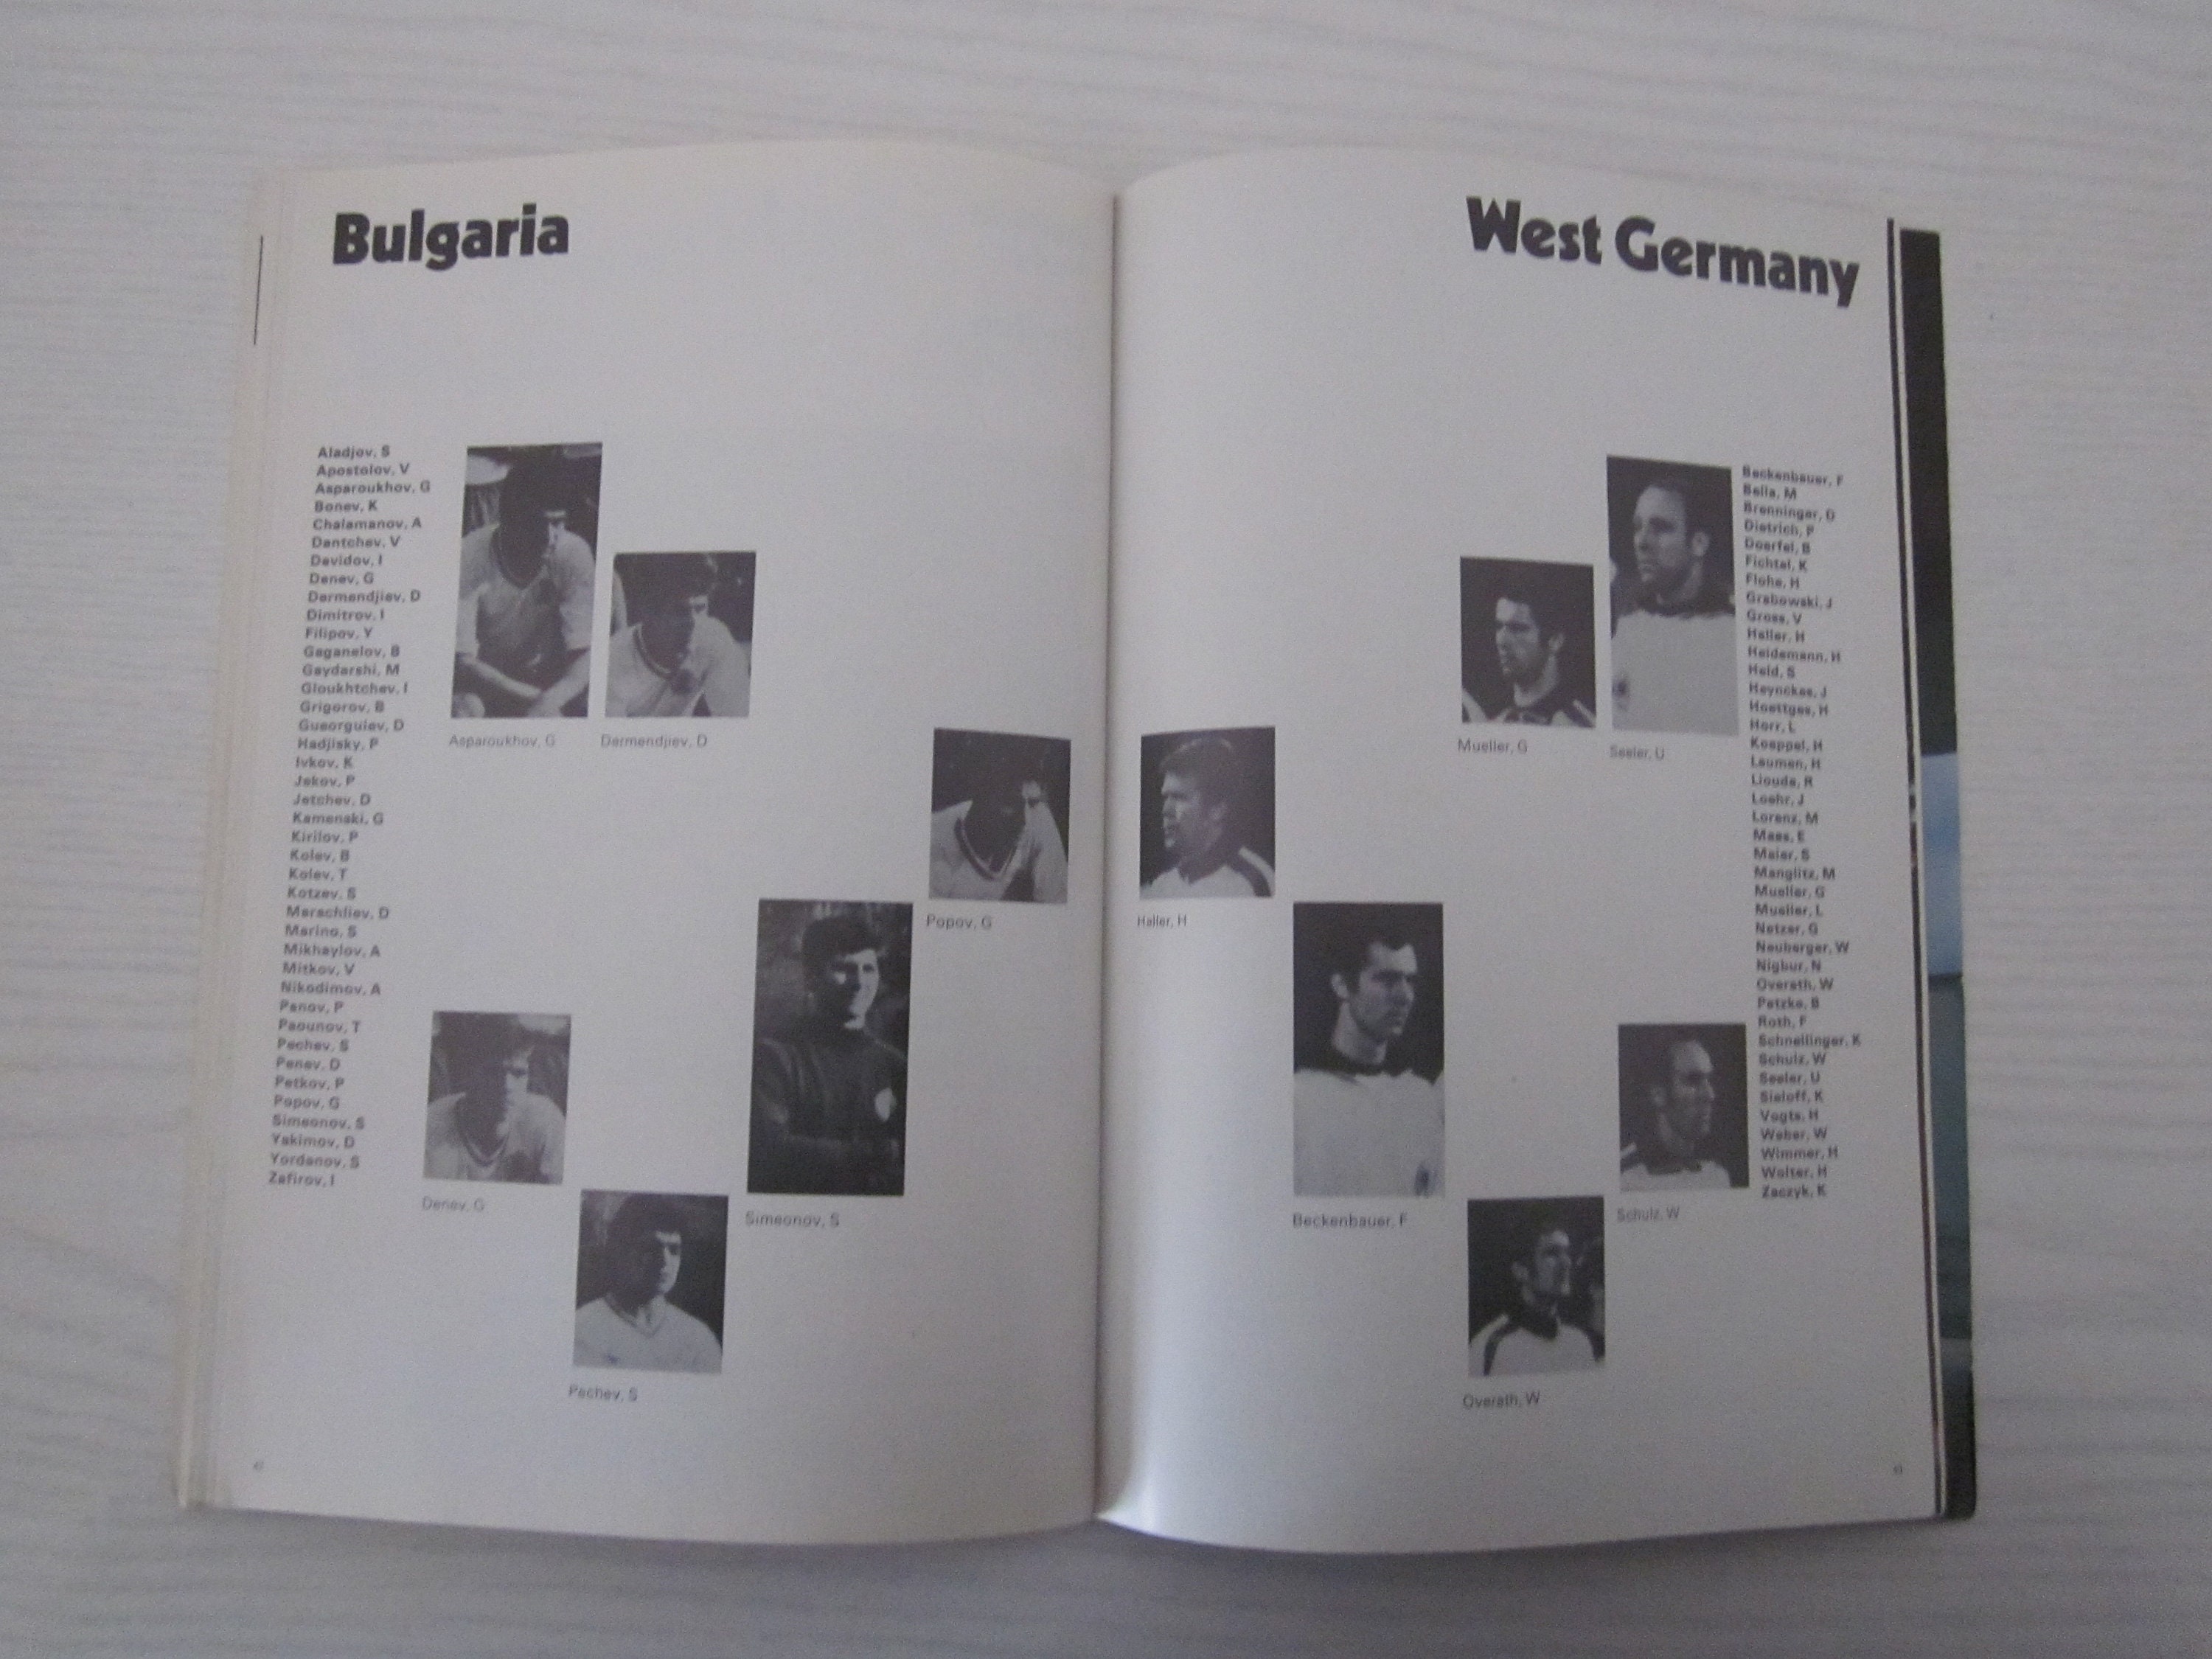 Bulgaria
Aladjov, S
Apostolov, V
Asparoukhov, G
Bonev, K
Chalamanov, A
Dantchev, V
Davidov, I
Denev, G
Dermendjiev, D
Dimitrov, I
Filipov, Y
Gaganelov, B
Gaydarshi, M
Gloukhtchev, I
Grigorov, B
Gueorguiev, D
Hadjisky, P
Ivkov, K
Jekov, P
Jetchev, D
Kamenski, G
Kirilov, P
Kolev, B
Kolev, T
Kotzev, S
Marachliev, D
Marino, S
Mikhaylov, A
Mitkov, V
Nikodimov, A
Panov, P
Paounov, T
Pechev, S
Penev, D
Petkov, P
Popov, G
Simeonov, S
Yakimov, D
Yordanov, S
Zafirov, I
Asparoukhov, G
Dermendjiev, D
Popov, G
Denev, G
Simeonov, S
Pechev, S
West Germany
Mueller, G
Seeler, U
Haller, H
Beckenbauer, F
Schulz, W
Overath, W
Beckenbauer, F
Bella, M
Brenninger, D
Dietrich, P
Doerfel, B
Fichtel, K
Flohe, H
Grabowski, J
Gross, V
Haller, H
Heidemann, H
Held, S
Heynckes, J
Hoettges, H
Horr, L
Koeppel, H
Laumen, H
Liouda, R
Loehr, J
Lorenz, M
Maas, E
Maier, S
Manglitz, M
Mueller, G
Mueller, L
Netzer, G
Neuberger, W
Nigbur, N
Overath, W
Patzke, B
Roth, F
Schnellinger, K
Schulz, W
Seeler, U
Sieloff, K
Vogts, H
Weber, W
Wimmer, H
Wolter, H
Zaczyk, K